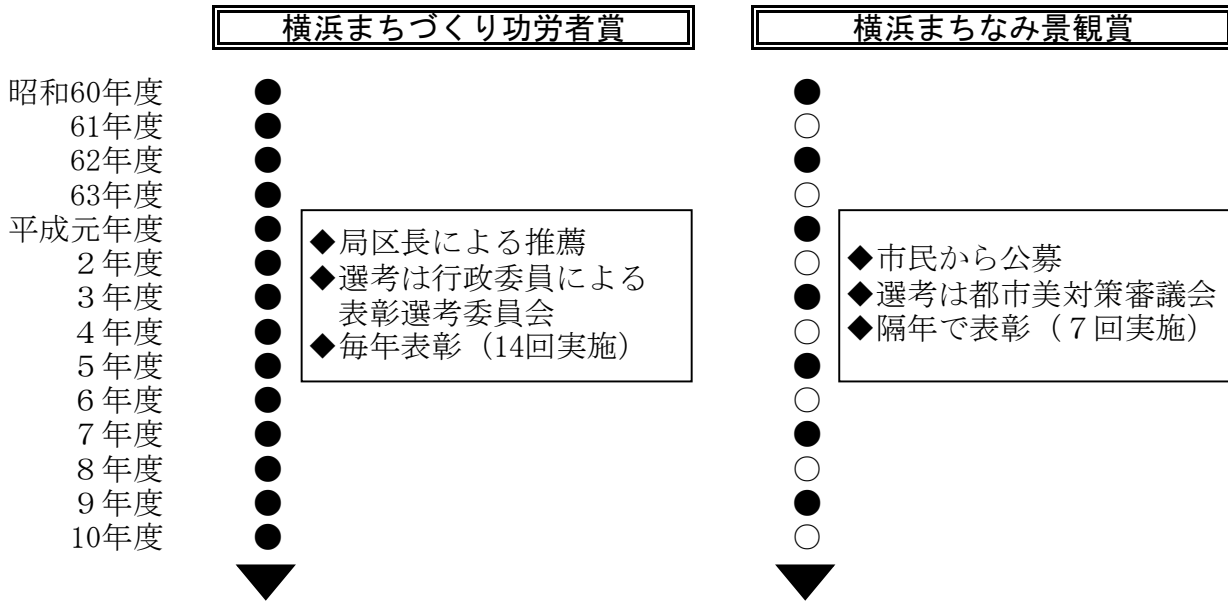 横浜まちづくり功労者賞
横浜まちなみ景観賞
昭和60年度 ● ●
61年度 ● ○
62年度 ● ●
63年度 ● ○
平成元年度 ● ●
２年度 ● ○
３年度 ● ●
４年度 ● ○
５年度 ● ●
６年度 ● ○
７年度 ● ●
８年度 ● ○
９年度 ● ●
10年度 ● ○
◆局区長による推薦
◆選考は行政委員による
表彰選考委員会
◆毎年表彰（14回実施）
◆市民から公募
◆選考は都市美対策審議会
◆隔年で表彰（７回実施）